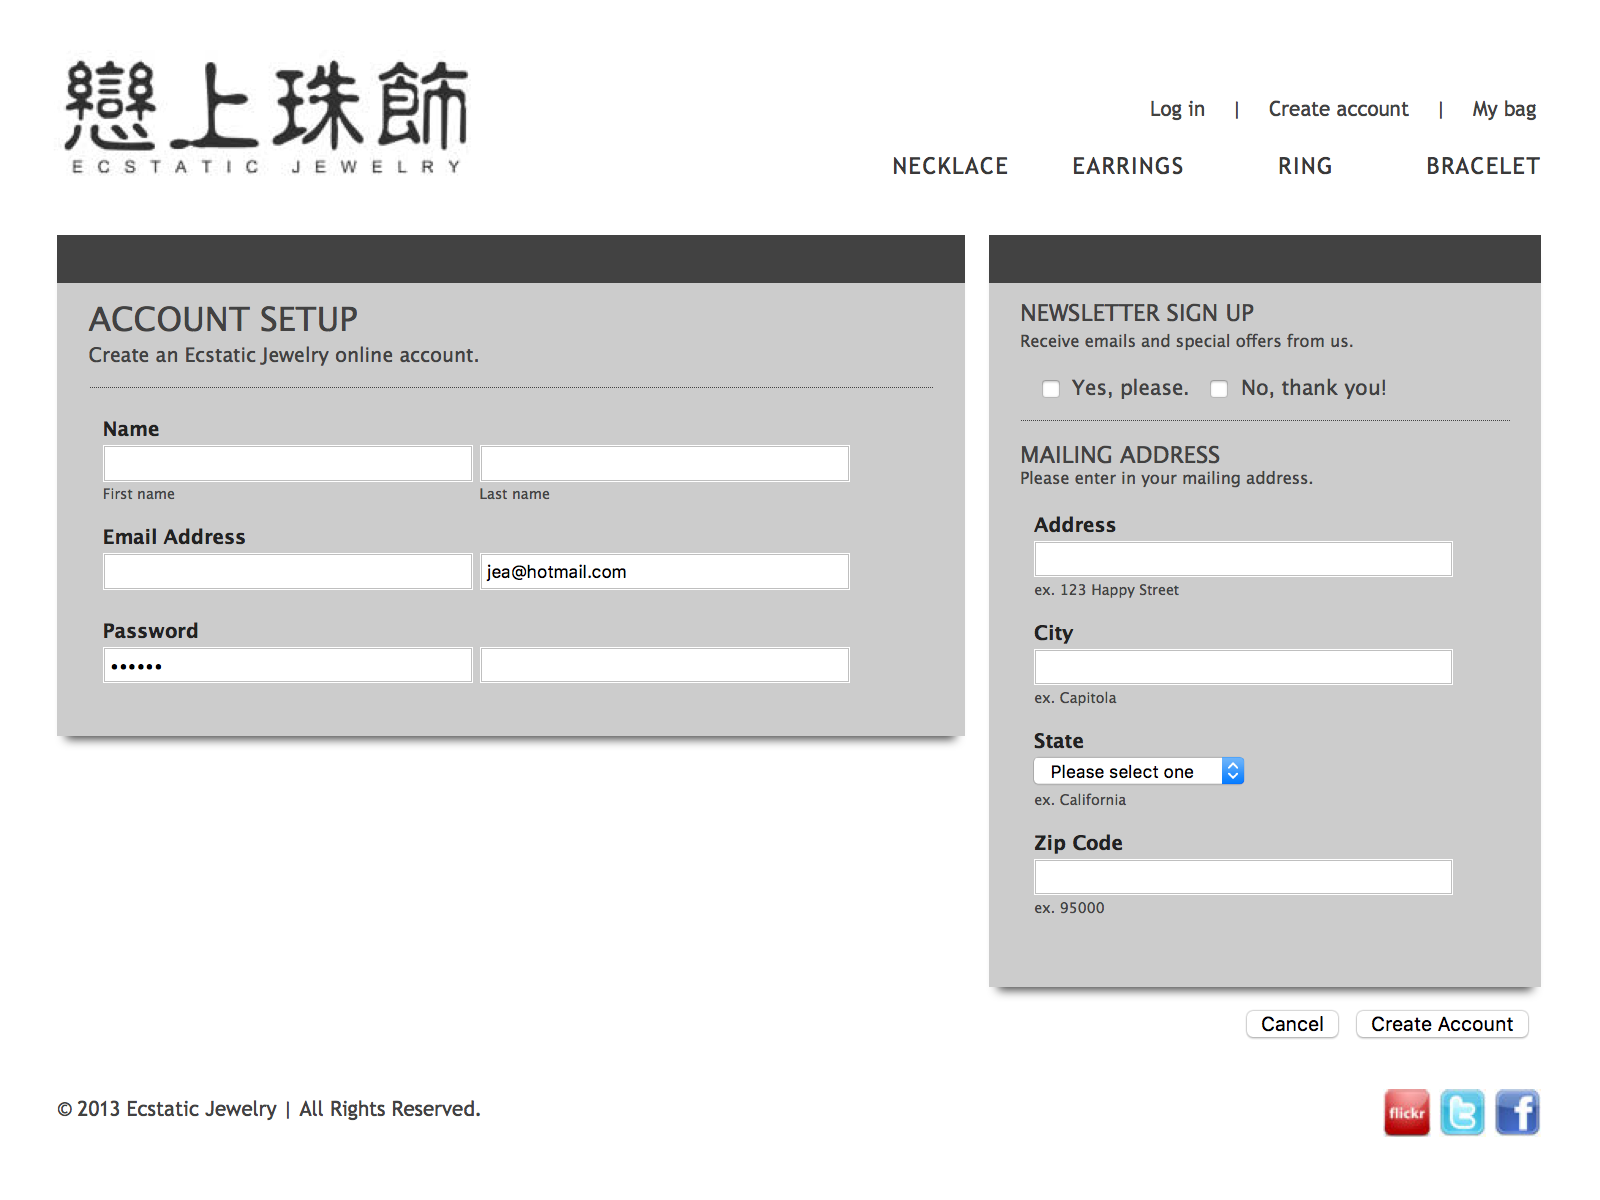 戀上珠飾
ECSTATIC JEWELRY
Log in | Create account | My bag
NECKLACE EARRINGS RING BRACELET
ACCOUNT SETUP
Create an Ecstatic Jewelry online account.
Name
First name Last name
Email Address
jea@hotmail.com
Password
••••••
NEWSLETTER SIGN UP
Receive emails and special offers from us.
Yes, please. No, thank you!
MAILING ADDRESS
Please enter in your mailing address.
Address
ex. 123 Happy Street
City
ex. Capitola
State
Please select one
ex. California
Zip Code
ex. 95000
Cancel Create Account
© 2013 Ecstatic Jewelry | All Rights Reserved.
flickr t f